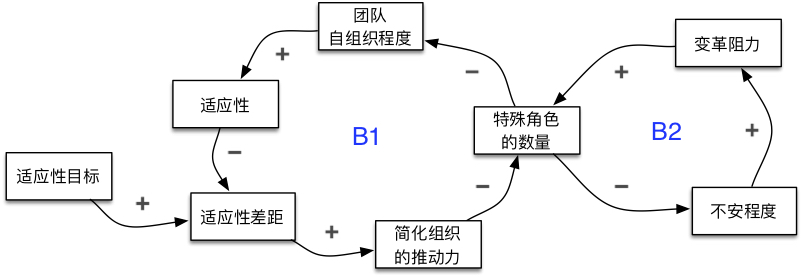 团队
自组织程度
变革阻力
+
−
+
适应性
特殊角色
的数量
B1
B2
+
−
适应性目标
−
−
+
适应性差距
不安程度
+
简化组织
的推动力